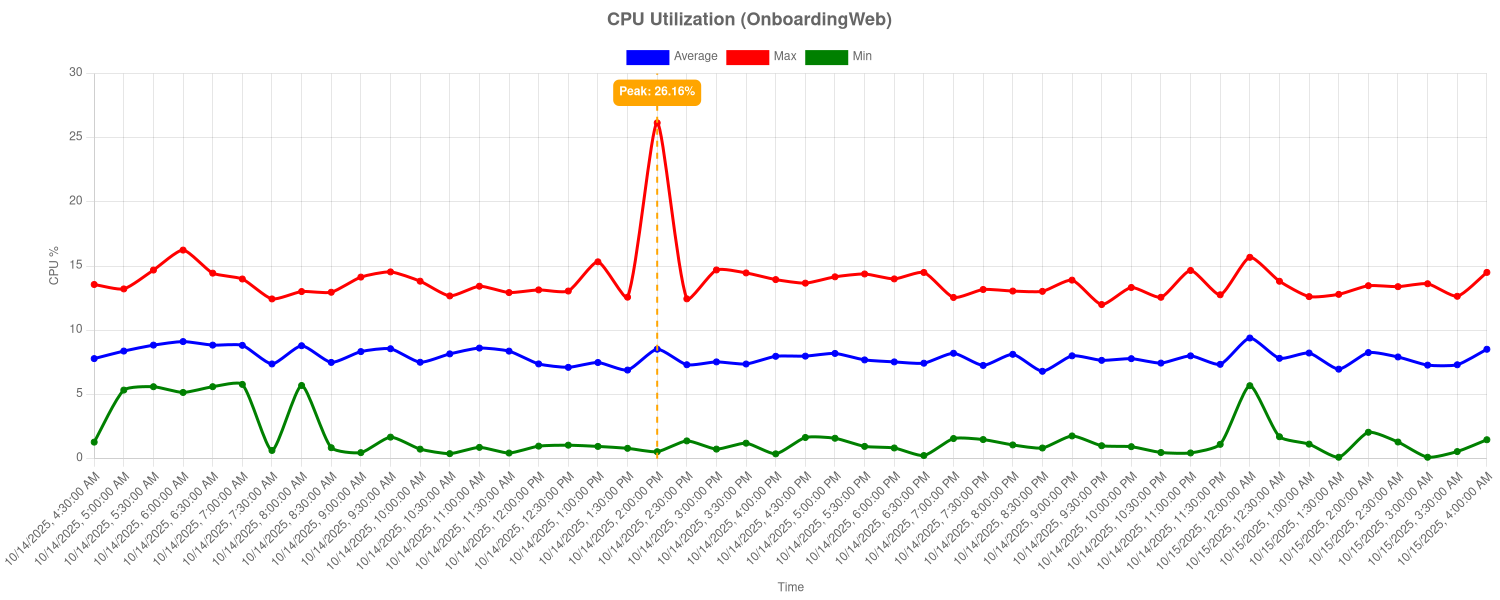 CPU Utilization (OnboardingWeb)
Average Max Min
Peak: 26.16%
30
25
20
15
10
5
0
CPU %
10/14/2025, 4:30:00 AM
10/14/2025, 5:00:00 AM
10/14/2025, 5:30:00 AM
10/14/2025, 6:00:00 AM
10/14/2025, 6:30:00 AM
10/14/2025, 7:00:00 AM
10/14/2025, 7:30:00 AM
10/14/2025, 8:00:00 AM
10/14/2025, 8:30:00 AM
10/14/2025, 9:00:00 AM
10/14/2025, 9:30:00 AM
10/14/2025, 10:00:00 AM
10/14/2025, 10:30:00 AM
10/14/2025, 11:00:00 AM
10/14/2025, 11:30:00 AM
10/14/2025, 12:00:00 PM
10/14/2025, 12:30:00 PM
10/14/2025, 1:00:00 PM
10/14/2025, 1:30:00 PM
10/14/2025, 2:00:00 PM
10/14/2025, 2:30:00 PM
10/14/2025, 3:00:00 PM
10/14/2025, 3:30:00 PM
10/14/2025, 4:00:00 PM
10/14/2025, 4:30:00 PM
10/14/2025, 5:00:00 PM
10/14/2025, 5:30:00 PM
10/14/2025, 6:00:00 PM
10/14/2025, 6:30:00 PM
10/14/2025, 7:00:00 PM
10/14/2025, 7:30:00 PM
10/14/2025, 8:00:00 PM
10/14/2025, 8:30:00 PM
10/14/2025, 9:00:00 PM
10/14/2025, 9:30:00 PM
10/14/2025, 10:00:00 PM
10/14/2025, 10:30:00 PM
10/14/2025, 11:00:00 PM
10/14/2025, 11:30:00 PM
10/15/2025, 12:00:00 AM
10/15/2025, 12:30:00 AM
10/15/2025, 1:00:00 AM
10/15/2025, 1:30:00 AM
10/15/2025, 2:00:00 AM
10/15/2025, 2:30:00 AM
10/15/2025, 3:00:00 AM
10/15/2025, 3:30:00 AM
10/15/2025, 4:00:00 AM
Time